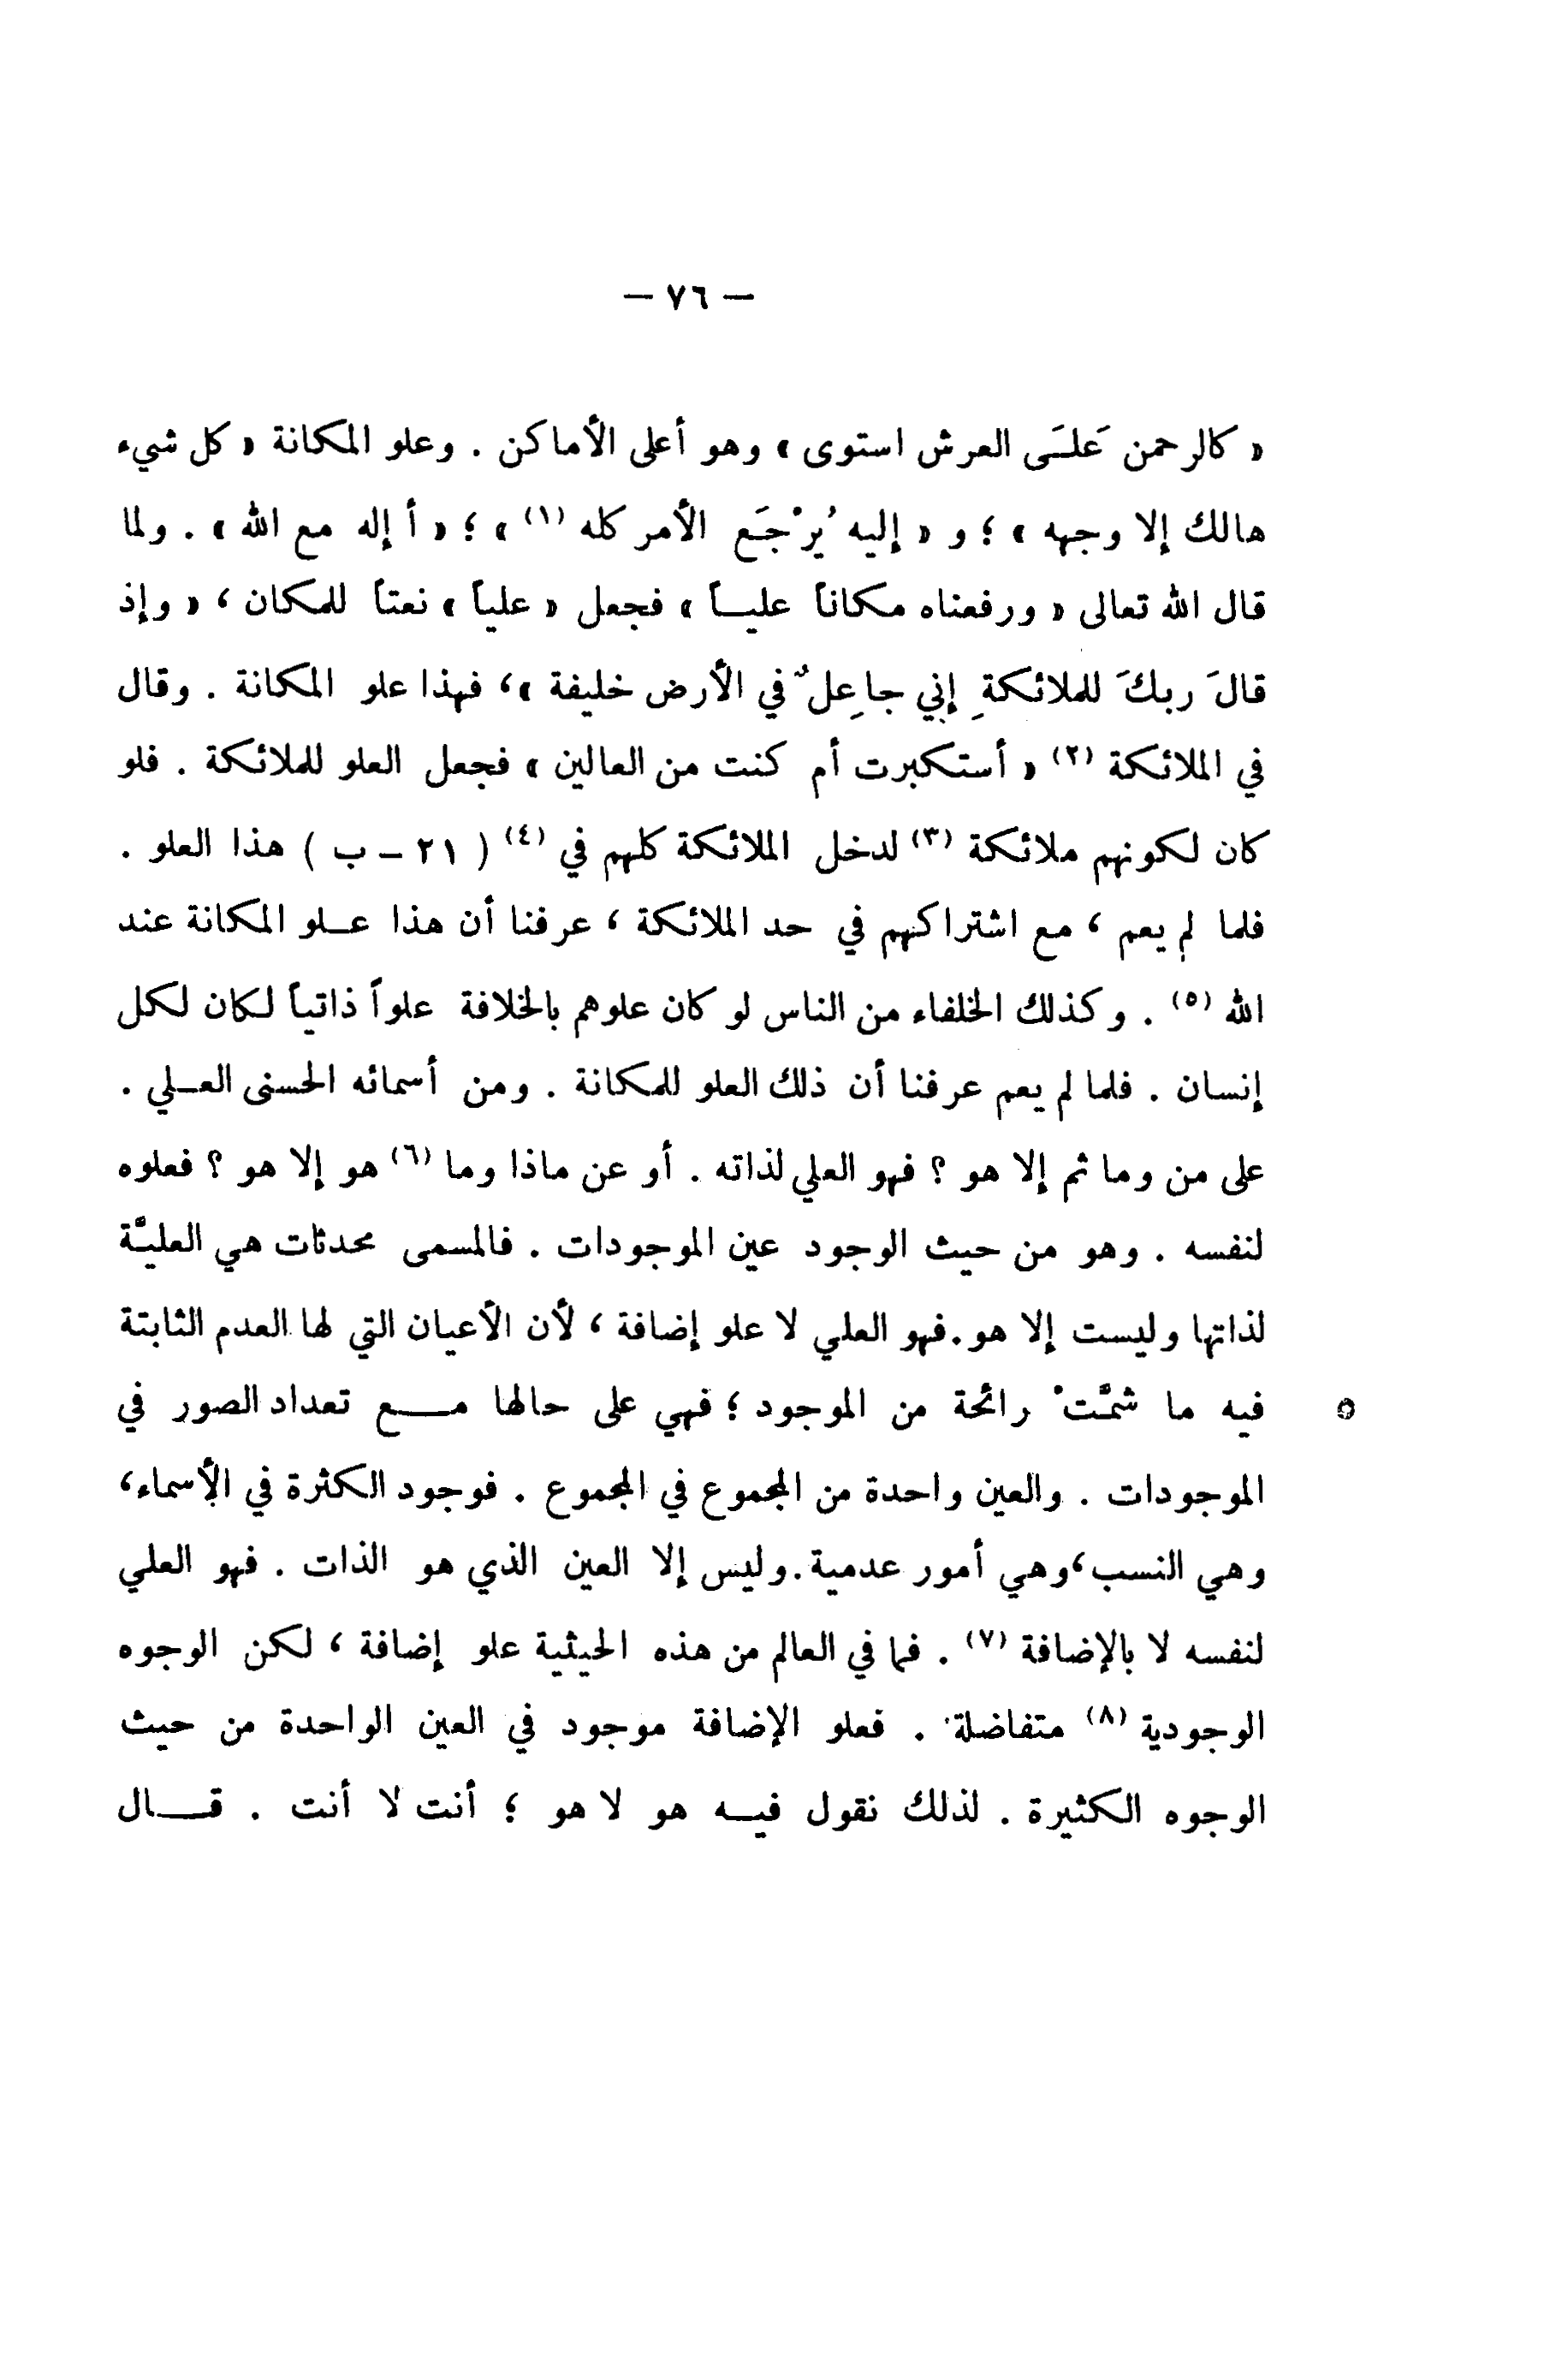 — ٧٦ —
« كالرحمن عَلَى العرش استوى » وهو أعلى الأماكن . وعلو المكانة « كل شيء
هالك إلا وجهه » ؛ و « إليه يُرْجَع الأمر كله (١) » ؛ « أ إله مع الله » . ولما
قال الله تعالى « ورفعناه مكاناً علياً » فجعل « علياً » نعتاً للمكان ، « وإذ
قالَ ربكَ للملائكةِ إني جاعِلٌ في الأرض خليفة » ، فهذا علو المكانة . وقال
في الملائكة (٢) « أستكبرت أم كنت من العالين » فجعل العلو للملائكة . فلو
كان لكونهم ملائكة (٣) لدخل الملائكة كلهم في (٤) ( ٢١ – ب ) هذا العلو .
فلما لم يعم ، مع اشتراكهم في حد الملائكة ، عرفنا أن هذا علو المكانة عند
الله (٥) . وكذلك الخلفاء من الناس لو كان علوهم بالخلافة علواً ذاتياً لكان لكل
إنسان . فلما لم يعم عرفنا أن ذلك العلو للمكانة . ومن أسمائه الحسنى العلي .
على من وما ثم إلا هو ؟ فهو العلي لذاته . أو عن ماذا وما (٦) هو إلا هو ؟ فعلوه
لنفسه . وهو من حيث الوجود عين الموجودات . فالمسمى محدثات هي العليَّة
لذاتها وليست إلا هو . فهو العلي لا علو إضافة ، لأن الأعيان التي لها العدم الثابتة
٥ فيه ما شمَّتْ رائحة من الموجود ؛ فهي على حالها مع تعداد الصور في
الموجودات . والعين واحدة من المجموع في المجموع . فوجود الكثرة في الأسماء ،
وهي النسب ، وهي أمور عدمية . وليس إلا العين الذي هو الذات . فهو العلي
لنفسه لا بالإضافة (٧) . فما في العالم من هذه الحيثية علو إضافة ، لكن الوجوه
الوجودية (٨) متفاضلة . فعلو الإضافة موجود في العين الواحدة من حيث
الوجوه الكثيرة . لذلك نقول فيه هو لا هو ؛ أنت لا أنت . قال